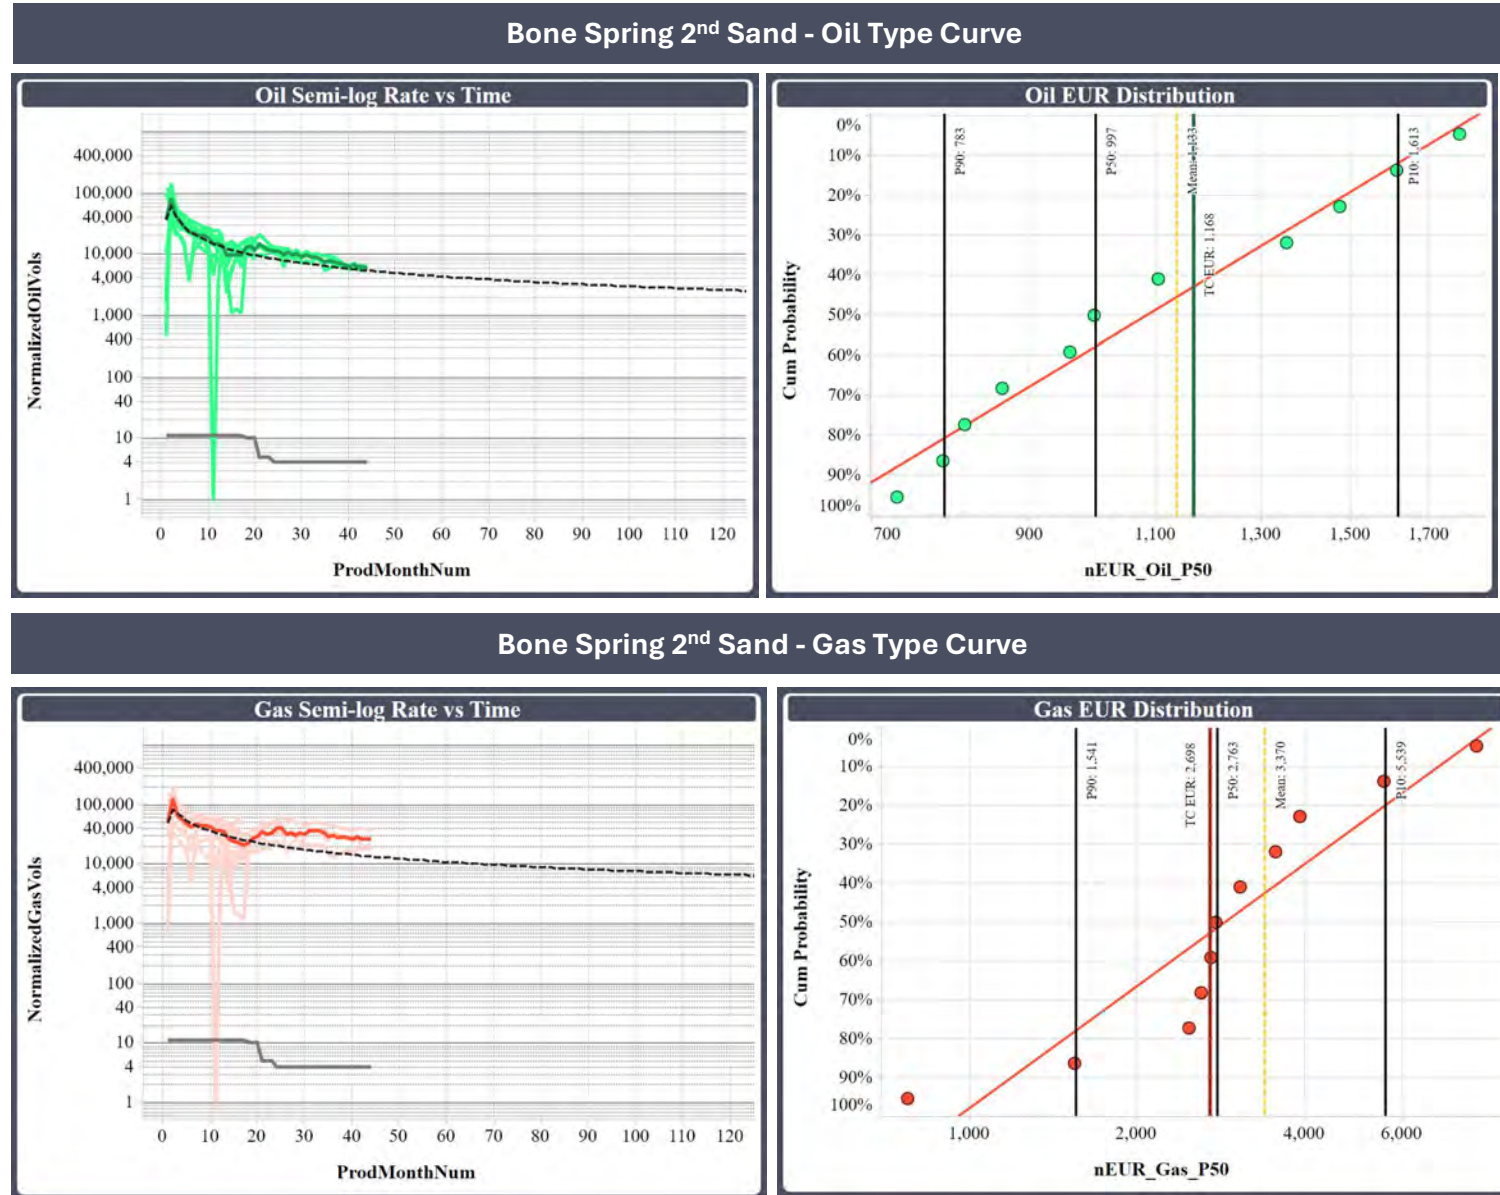 Bone Spring 2nd Sand - Oil Type Curve
Oil Semi-log Rate vs Time
NormalizedOilVols
400,000
100,000
40,000
10,000
4,000
1,000
400
100
40
10
4
1
0 10 20 30 40 50 60 70 80 90 100 110 120
ProdMonthNum
Oil EUR Distribution
Cum Probability
0%
10%
20%
30%
40%
50%
60%
70%
80%
90%
100%
P90: 783
P50: 997
Mean: 1,133
TC EUR: 1,168
P10: 1,613
700 900 1,100 1,300 1,500 1,700
nEUR_Oil_P50
Bone Spring 2nd Sand - Gas Type Curve
Gas Semi-log Rate vs Time
NormalizedGasVols
400,000
100,000
40,000
10,000
4,000
1,000
400
100
40
10
4
1
0 10 20 30 40 50 60 70 80 90 100 110 120
ProdMonthNum
Gas EUR Distribution
Cum Probability
0%
10%
20%
30%
40%
50%
60%
70%
80%
90%
100%
P90: 1,541
TC EUR: 2,698
P50: 2,763
Mean: 3,370
P10: 5,539
1,000 2,000 4,000 6,000
nEUR_Gas_P50